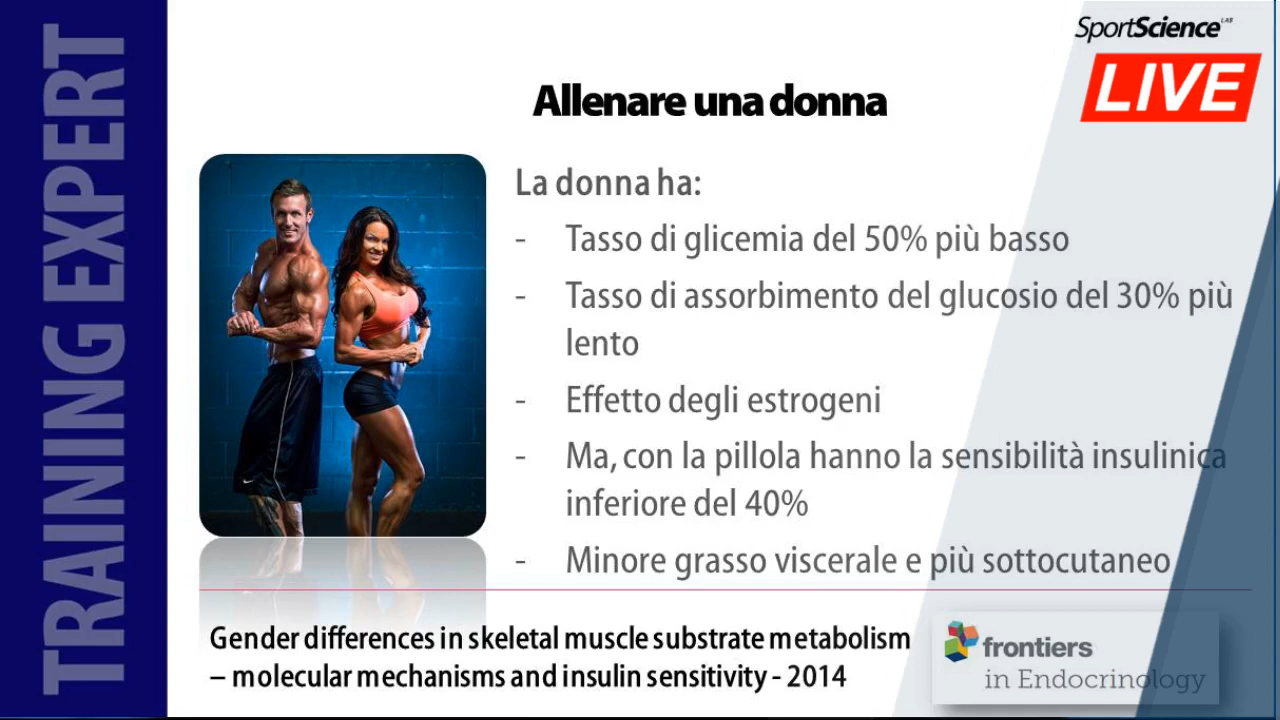 TRAINING EXPERT
SportScience LAB
LIVE
Allenare una donna
La donna ha:
- Tasso di glicemia del 50% più basso
- Tasso di assorbimento del glucosio del 30% più
lento
- Effetto degli estrogeni
- Ma, con la pillola hanno la sensibilità insulinica
inferiore del 40%
- Minore grasso viscerale e più sottocutaneo
Gender differences in skeletal muscle substrate metabolism
– molecular mechanisms and insulin sensitivity - 2014
frontiers
in Endocrinology